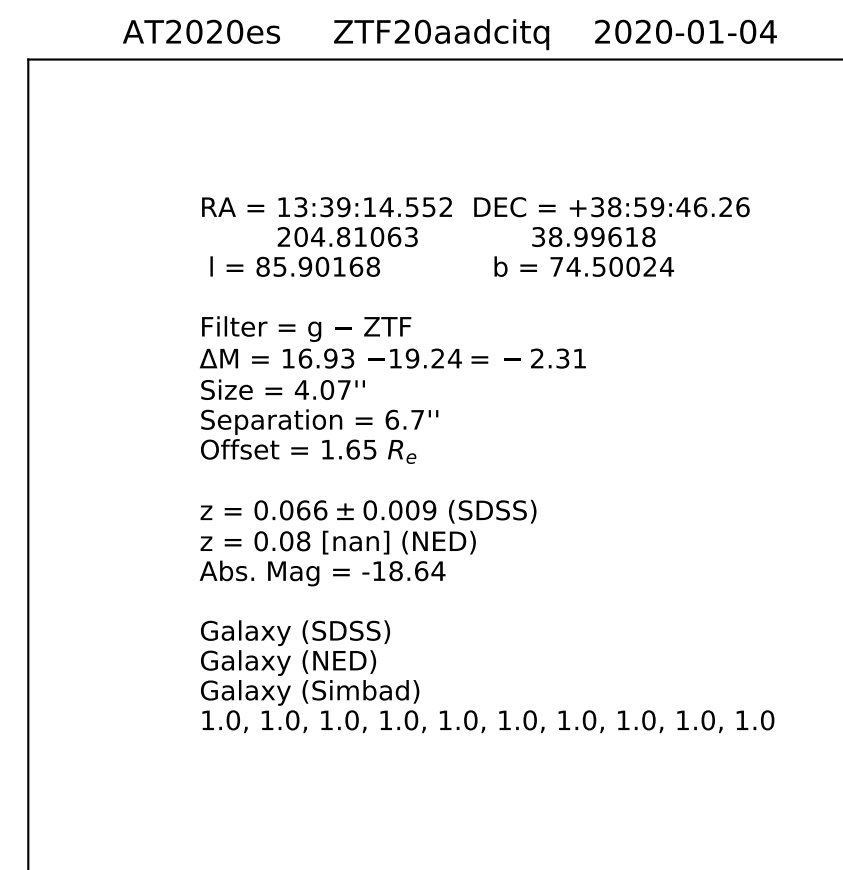 AT2020es ZTF20aadcitq 2020-01-04
RA = 13:39:14.552 DEC = +38:59:46.26
204.81063 38.99618
l = 85.90168 b = 74.50024
Filter = g − ZTF
ΔM = 16.93 −19.24 = − 2.31
Size = 4.07''
Separation = 6.7''
Offset = 1.65 Rₑ
z = 0.066 ± 0.009 (SDSS)
z = 0.08 [nan] (NED)
Abs. Mag = -18.64
Galaxy (SDSS)
Galaxy (NED)
Galaxy (Simbad)
1.0, 1.0, 1.0, 1.0, 1.0, 1.0, 1.0, 1.0, 1.0, 1.0